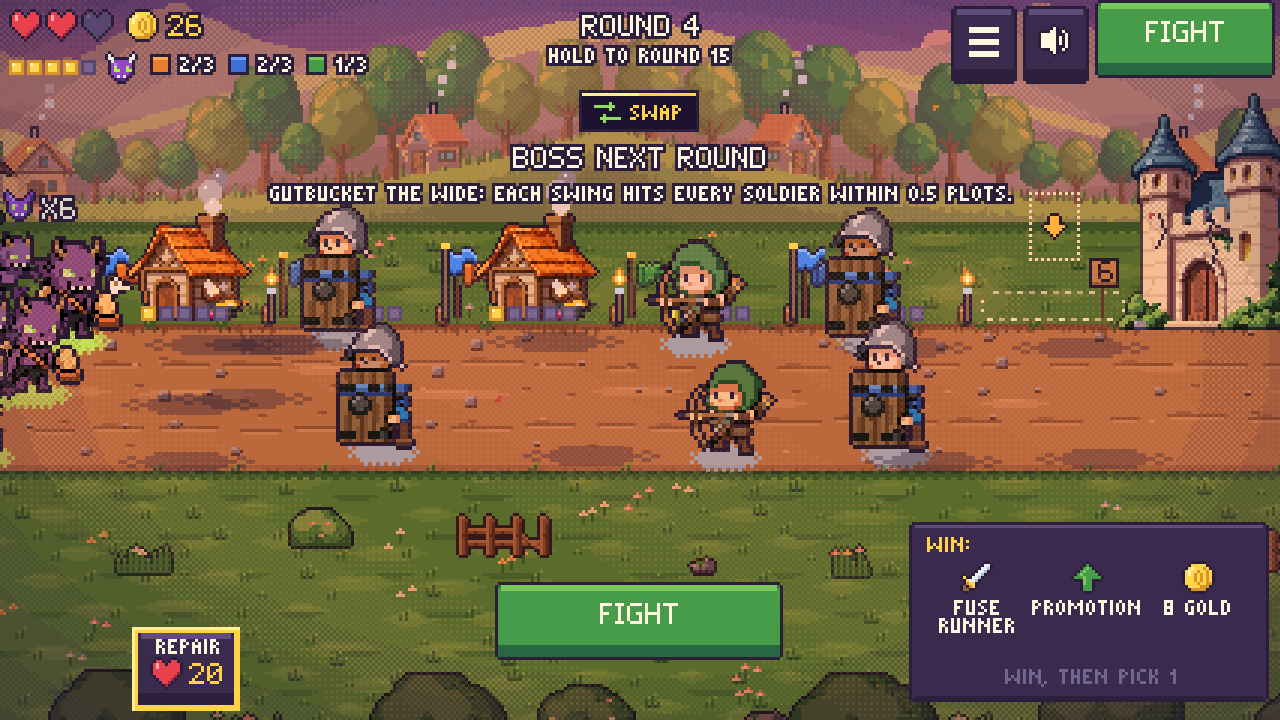 26
ROUND 4
HOLD TO ROUND 15
FIGHT
2/3
2/3
1/3
SWAP
BOSS NEXT ROUND
GUTBUCKET THE WIDE: EACH SWING HITS EVERY SOLDIER WITHIN 0.5 PLOTS.
X6
6
WIN:
FUSE RUNNER
PROMOTION
8 GOLD
WIN, THEN PICK 1
FIGHT
REPAIR
20